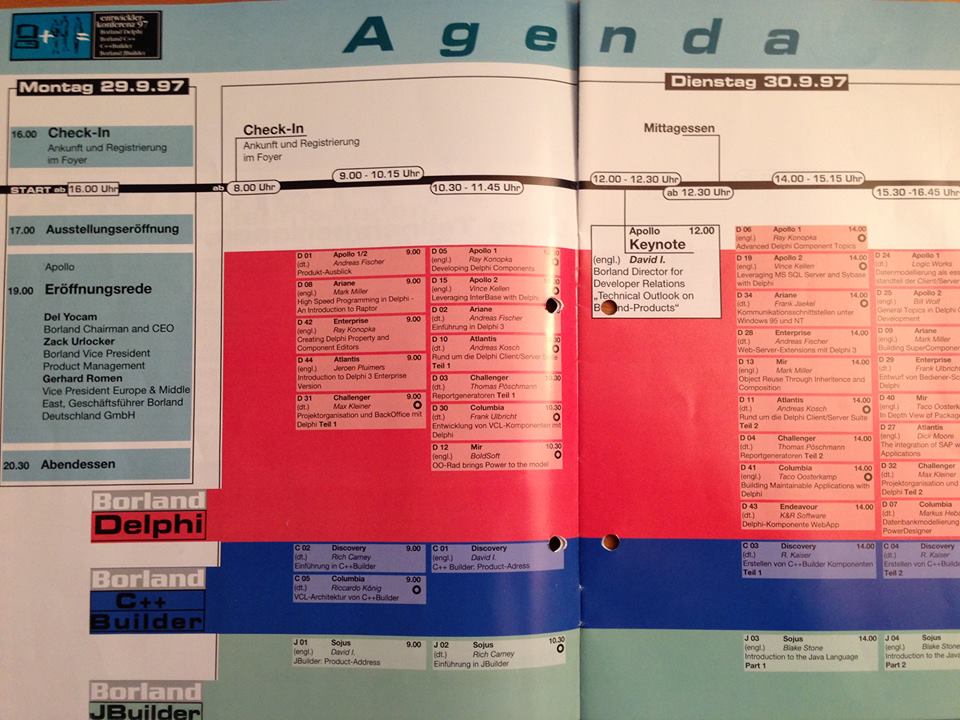 entwickler-
konferenz'97
Borland Delphi
Borland C++
C++Builder
Borland JBuilder
Agenda
Montag 29.9.97
16.00 Check-In
Ankunft und Registrierung
im Foyer
START ab 16.00 Uhr
17.00 Ausstellungseröffnung
Apollo
19.00 Eröffnungsrede
Del Yocam
Borland Chairman and CEO
Zack Urlocker
Borland Vice President
Product Management
Gerhard Romen
Vice President Europe & Middle
East, Geschäftsführer Borland
Deutschland GmbH
20.30 Abendessen
Dienstag 30.9.97
Check-In
Ankunft und Registrierung
im Foyer
ab 8.00 Uhr
9.00 - 10.15 Uhr
10.30 - 11.45 Uhr
Mittagessen
12.00 - 12.30 Uhr
ab 12.30 Uhr
14.00 - 15.15 Uhr
15.30 -16.45 Uhr
Borland
Delphi
D 01 Apollo 1/2 9.00
(dt.) Andreas Fischer
Produkt-Ausblick
D 08 Ariane 9.00
(engl.) Mark Miller
High Speed Programming in Delphi -
An Introduction to Raptor
D 42 Enterprise 9.00
(engl.) Ray Konopka
Creating Delphi Property and
Component Editors
D 44 Atlantis 9.00
(engl.) Jeroen Pluimers
Introduction to Delphi 3 Enterprise
Version
D 31 Challenger 9.00
(dt.) Max Kleiner
Projektorganisation und BackOffice mit
Delphi Teil 1
D 05 Apollo 1
(engl.) Ray Konopka
Developing Delphi Components
D 15 Apollo 2
(engl.) Vince Kellen
Leveraging InterBase with Delphi
D 02 Ariane
(dt.) Andreas Fischer
Einführung in Delphi 3
D 10 Atlantis
(dt.) Andreas Kosch
Rund um die Delphi Client/Server
Teil 1
D 03 Challenger 10.30
(dt.) Thomas Pöschmann
Reportgeneratoren Teil 1
D 30 Columbia 10.30
(dt.) Frank Ulbricht
Entwicklung von VCL-Komponenten mit
Delphi
D 12 Mir 10.30
(engl.) BoldSoft
OO-Rad brings Power to the model
Apollo 12.00
Keynote
(engl.) David I.
Borland Director for
Developer Relations
„Technical Outlook on
Borland-Products“
D 06 Apollo 1 14.00
(engl.) Ray Konopka
Advanced Delphi Component Topics
D 19 Apollo 2 14.00
(engl.) Vince Kellen
Leveraging MS SQL Server and Sybase
with Delphi
D 34 Ariane 14.00
(dt.) Frank Jaekel
Kommunikationsschnittstellen unter
Windows 95 und NT
D 28 Enterprise 14.00
(dt.) Andreas Fischer
Web-Server-Extensions mit Delphi 3
D 13 Mir 14.00
(engl.) Mark Miller
Object Reuse Through Inheritence and
Composition
D 11 Atlantis 14.00
(dt.) Andreas Kosch
Rund um die Delphi Client/Server Suite
Teil 2
D 04 Challenger 14.00
(dt.) Thomas Pöschmann
Reportgeneratoren Teil 2
D 41 Columbia 14.00
(engl.) Taco Oosterkamp
Building Maintainable Applications with
Delphi
D 43 Endeavour 14.00
(dt.) K&R Software
Delphi-Komponente WebApp
D 24 Apollo 1
(dt.) Logic Works
Datenmodellierung als
standteil der Client/Server
D 25 Apollo 2
(dt.) Bill Wolf
General Topics in Delphi
Development
D 09 Ariane
(engl.) Mark Miller
Building SuperComponen
D 29 Enterprise
(dt.) Frank Ulbricht
Entwurf von Bediener-Sc
Delphi
D 40 Mir
(engl.) Taco Oosterka
In Depth View of Package
D 27 Atlantis
(engl.) Dick Moore
The integration of SAP w
Applications
D 32 Challenger
(dt.) Max Kleiner
Projektorganisation und
Delphi Teil 2
D 07 Columbia
(dt.) Markus Heb
Datenbankmodellierung
PowerDesigner
Borland
C++
Builder
C 02 Discovery 9.00
(dt.) Rich Carney
Einführung in C++Builder
C 05 Columbia 9.00
(dt.) Riccardo König
VCL-Architektur von C++Builder
C 01 Discovery
(engl.) David I.
C++ Builder: Product-Adress
C 03 Discovery 14.00
(dt.) R. Kaiser
Erstellen von C++Builder Komponenten
Teil 1
C 04 Discovery
(dt.) R. Kaiser
Erstellen von C++Builder
Teil 2
Borland
JBuilder
J 01 Sojus 9.00
(engl.) David I.
JBuilder: Product-Address
J 02 Sojus 10.30
(dt.) Rich Carney
Einführung in JBuilder
J 03 Sojus 14.00
(engl.) Blake Stone
Introduction to the Java Language
Part 1
J 04 Sojus
(engl.) Blake Stone
Introduction to the Java
Part 2